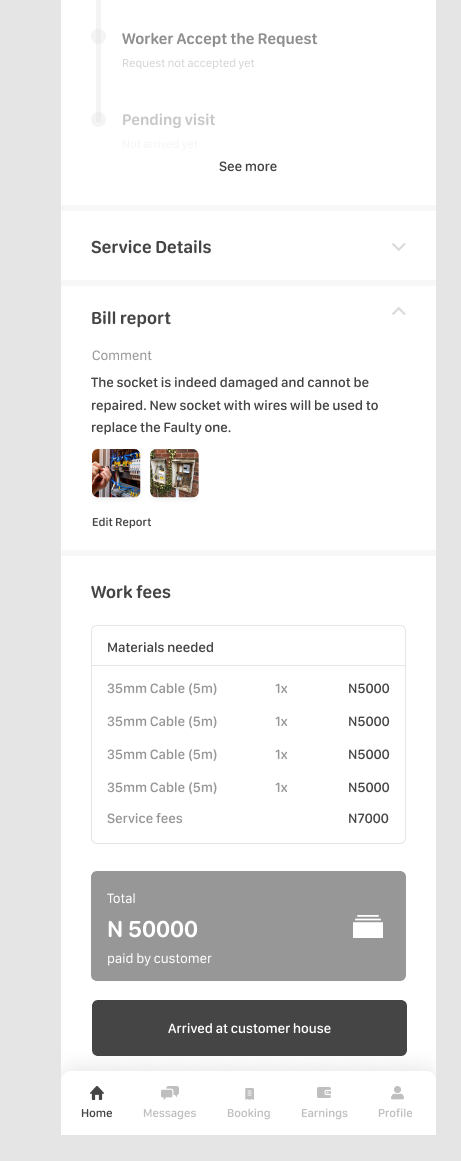 Worker Accept the Request
Request not accepted yet
Pending visit
Not arrived yet
See more
Service Details
Bill report
Comment
The socket is indeed damaged and cannot be
repaired. New socket with wires will be used to
replace the Faulty one.
Edit Report
Work fees
Materials needed
35mm Cable (5m) 1x N5000
35mm Cable (5m) 1x N5000
35mm Cable (5m) 1x N5000
35mm Cable (5m) 1x N5000
Service fees N7000
Total
N 50000
paid by customer
Arrived at customer house
Home Messages Booking Earnings Profile